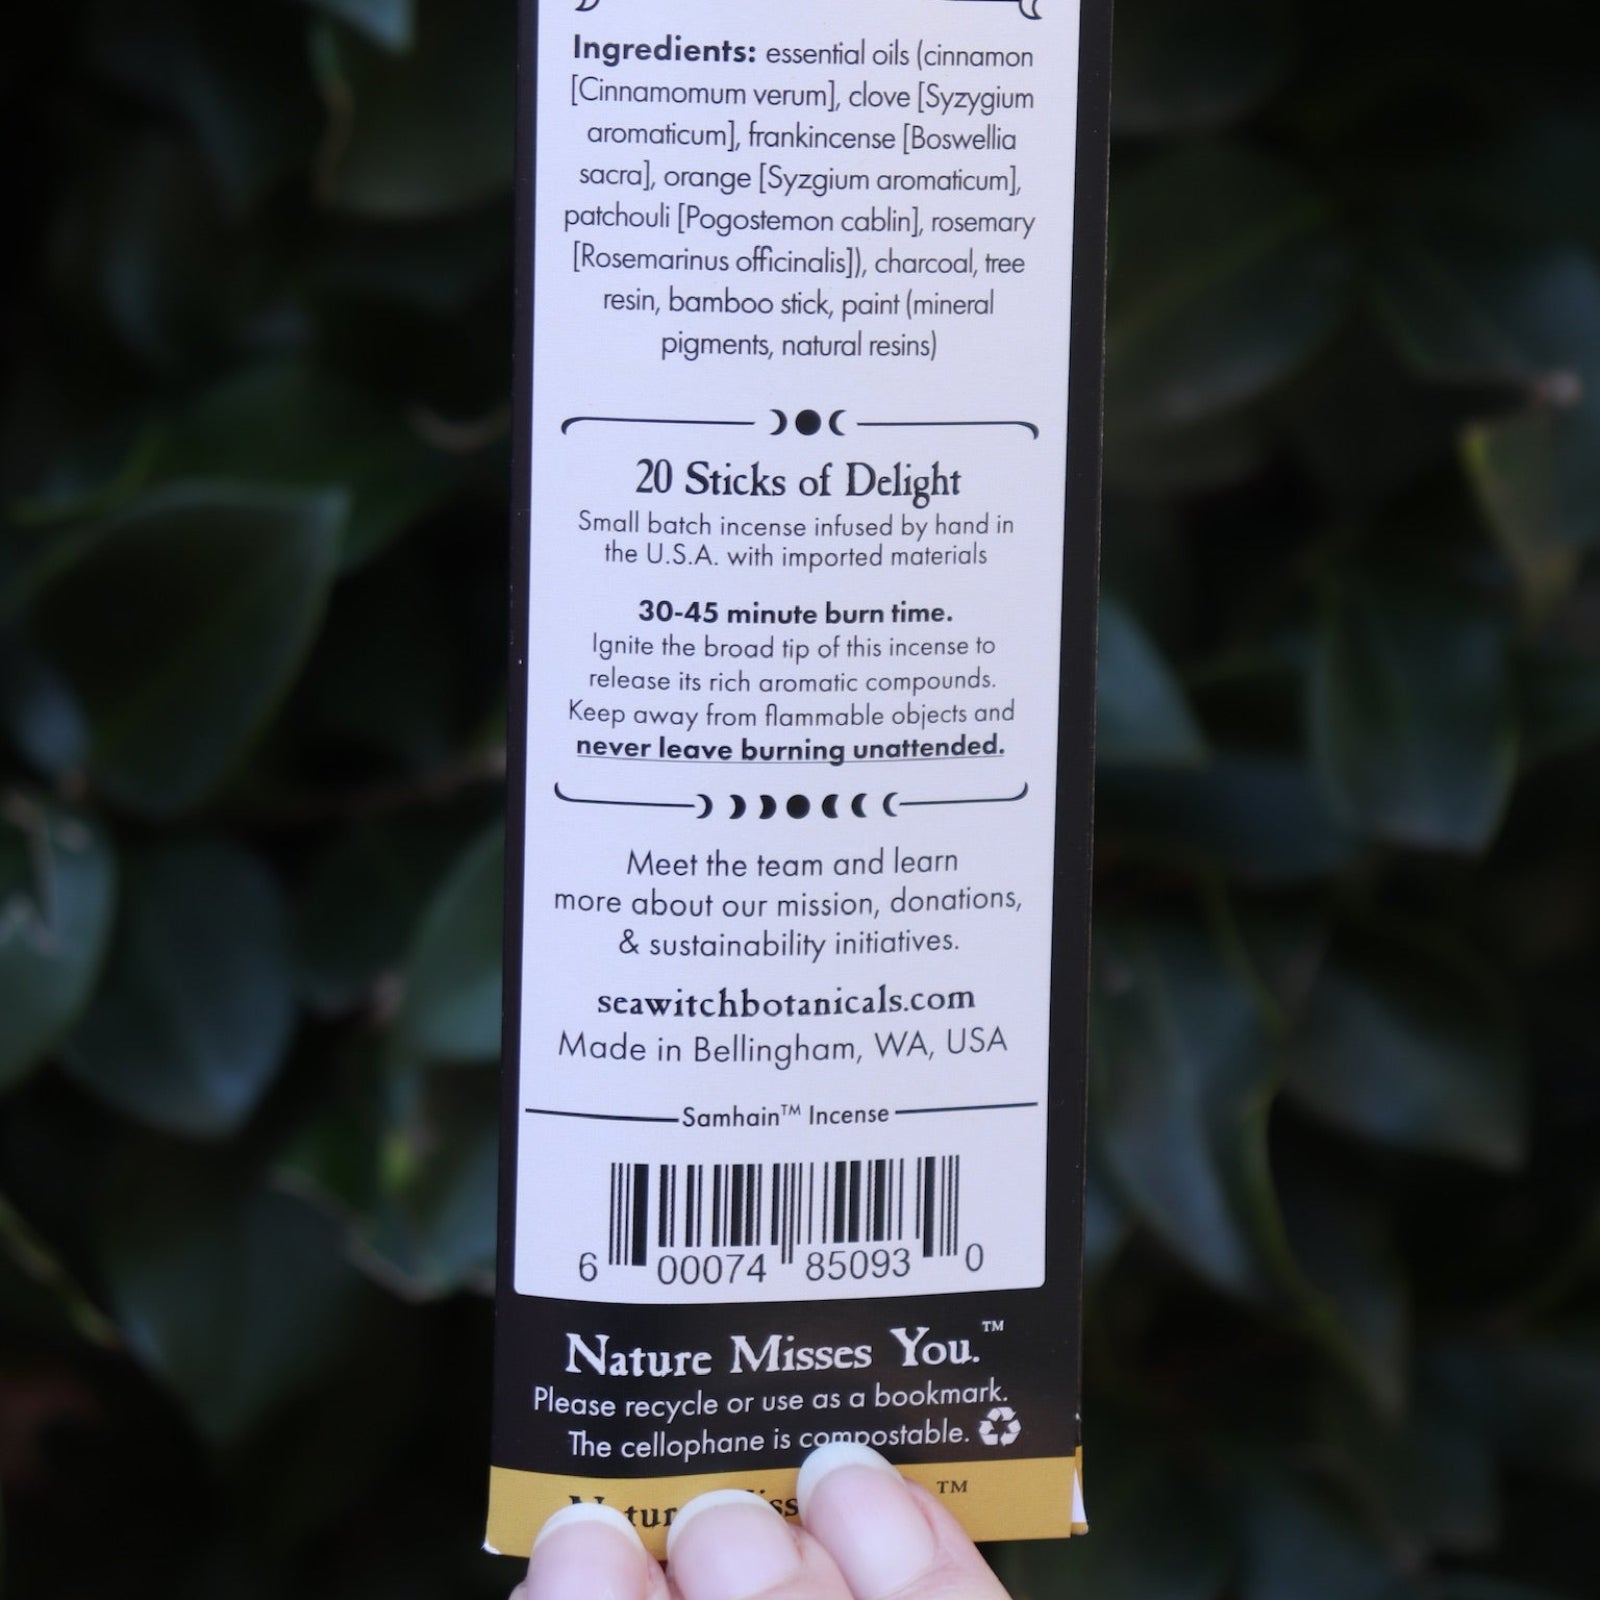 Ingredients: essential oils (cinnamon
[Cinnamomum verum], clove [Syzygium
aromaticum], frankincense [Boswellia
sacra], orange [Syzgium aromaticum],
patchouli [Pogostemon cablin], rosemary
[Rosemarinus officinalis]), charcoal, tree
resin, bamboo stick, paint (mineral
pigments, natural resins)
20 Sticks of Delight
Small batch incense infused by hand in
the U.S.A. with imported materials
30-45 minute burn time.
Ignite the broad tip of this incense to
release its rich aromatic compounds.
Keep away from flammable objects and
never leave burning unattended.
Meet the team and learn
more about our mission, donations,
& sustainability initiatives.
seawitchbotanicals.com
Made in Bellingham, WA, USA
Samhain™ Incense
6 00074 85093 0
Nature Misses You.™
Please recycle or use as a bookmark.
The cellophane is compostable.
™